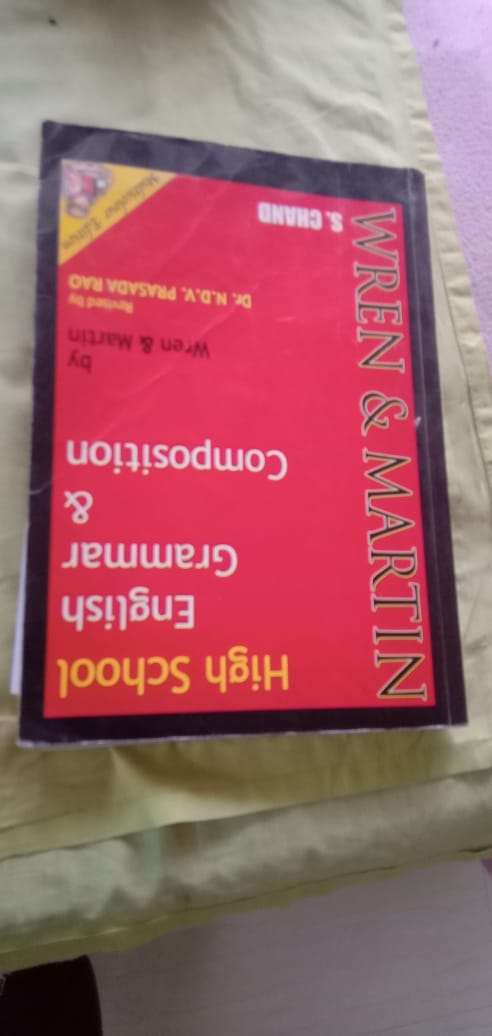 High School
English
Grammar
&
Composition
by
Wren & Martin
Revised by
Dr. N.D.V. PRASADA RAO
S. CHAND
Multicolour Edition
WREN & MARTIN